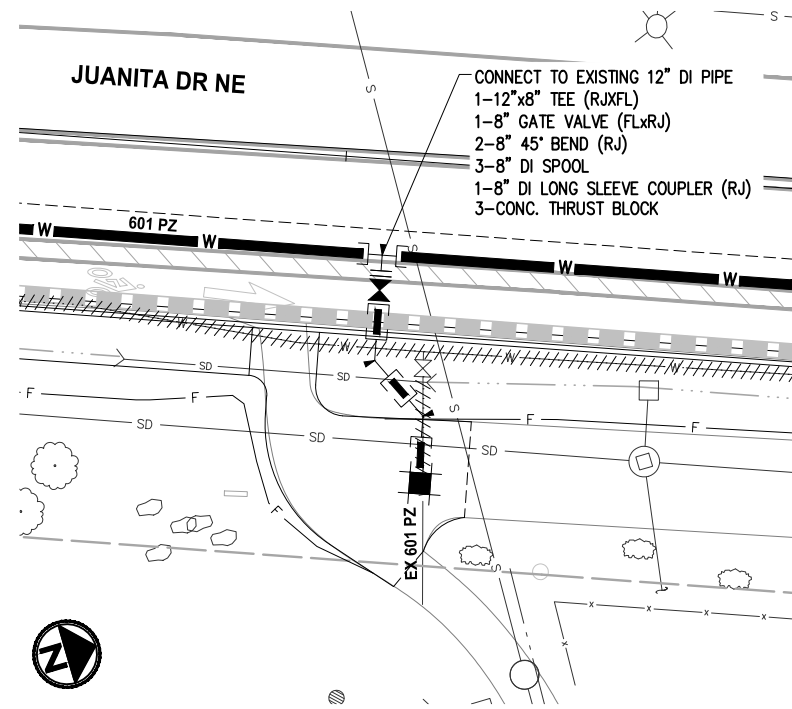 S
JUANITA DR NE
S
CONNECT TO EXISTING 12" DI PIPE
1-12"x8" TEE (RJXFL)
1-8" GATE VALVE (FLxRJ)
2-8" 45° BEND (RJ)
3-8" DI SPOOL
1-8" DI LONG SLEEVE COUPLER (RJ)
3-CONC. THRUST BLOCK
601 PZ
W
W
S
W
W
W
W
W
W
SD
SD
F
F
S
F
F
SD
SD
SD
F
EX 601 PZ
S
x
x
x
x
x
N